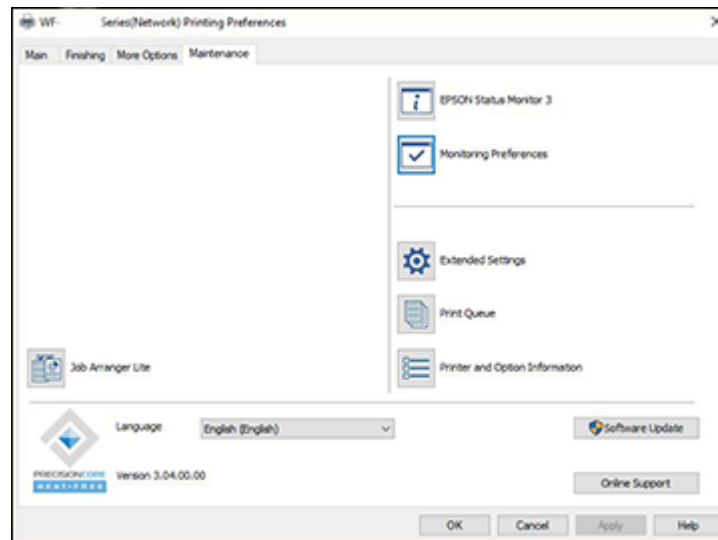 WF- Series(Network) Printing Preferences
Main Finishing More Options Maintenance
EPSON Status Monitor 3
Monitoring Preferences
Extended Settings
Print Queue
Job Arranger Lite
Printer and Option Information
Language English (English)
Software Update
PRECISIONCORE
HEAT-FREE
Version 3.04.00.00
Online Support
OK Cancel Apply Help